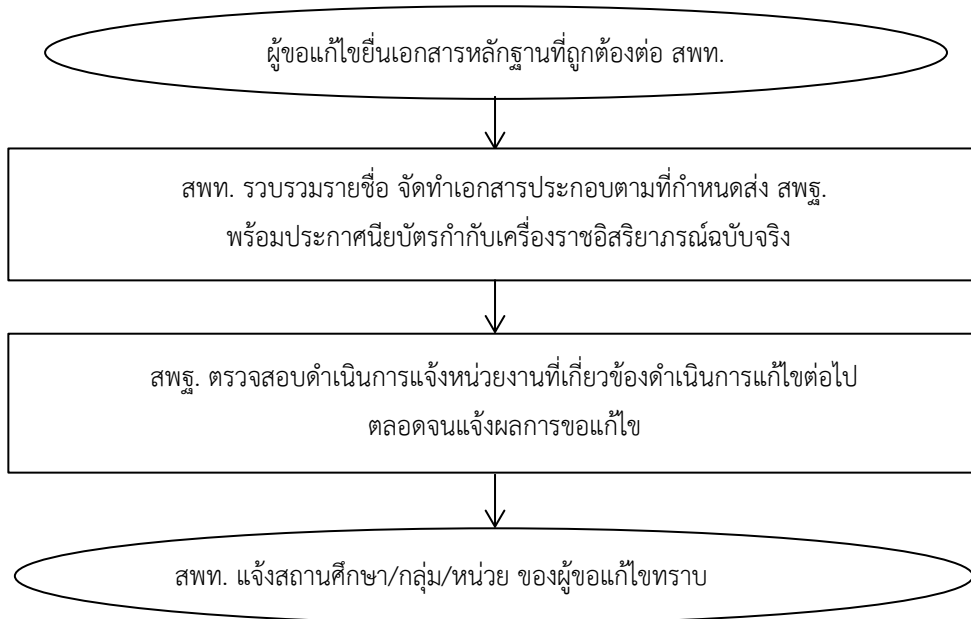 ผู้ขอแก้ไขยื่นเอกสารหลักฐานที่ถูกต้องต่อ สพท.
สพท. รวบรวมรายชื่อ จัดทำเอกสารประกอบตามที่กำหนดส่ง สพฐ.
พร้อมประกาศนียบัตรกำกับเครื่องราชอิสริยาภรณ์ฉบับจริง
สพฐ. ตรวจสอบดำเนินการแจ้งหน่วยงานที่เกี่ยวข้องดำเนินการแก้ไขต่อไป
ตลอดจนแจ้งผลการขอแก้ไข
สพท. แจ้งสถานศึกษา/กลุ่ม/หน่วย ของผู้ขอแก้ไขทราบ